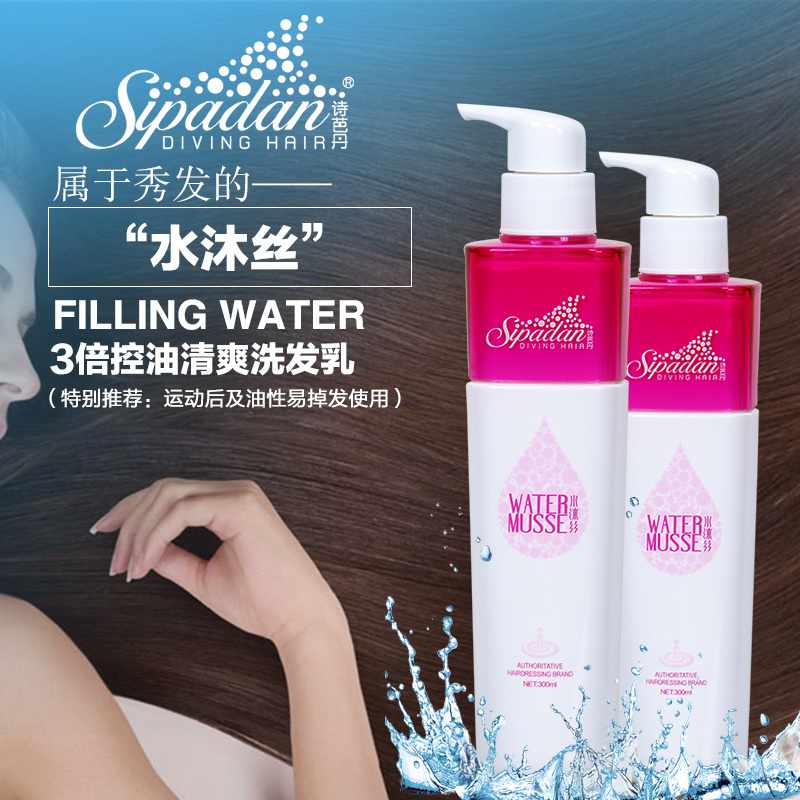 Sipadan®
诗芭丹
DIVING HAIR
属于秀发的——
“水沐丝”
FILLING WATER
3倍控油清爽洗发乳
（特别推荐：运动后及油性易掉发使用）
Sipadan
诗芭丹
DIVING HAIR
WATER
MUSSE
水沐丝
AUTHORITATIVE
HAIRDRESSING BRAND
NET:300ml
Sipadan
诗芭丹
DIVING HAIR
WATER
MUSSE
水沐丝
AUTHORITATIVE
HAIRDRESSING BRAND
NET:300ml